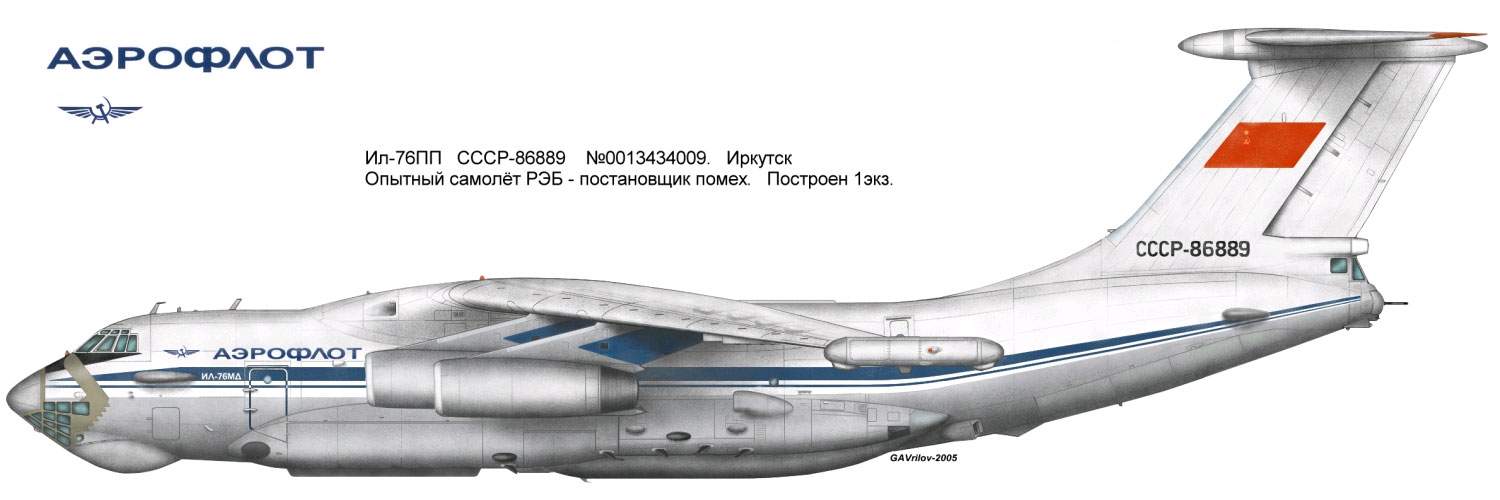 АЭРОФЛОТ
Ил-76ПП СССР-86889 №0013434009. Иркутск
Опытный самолёт РЭБ - постановщик помех. Построен 1экз.
СССР-86889
АЭРОФЛОТ
ИЛ-76МД
GAVrilov-2005